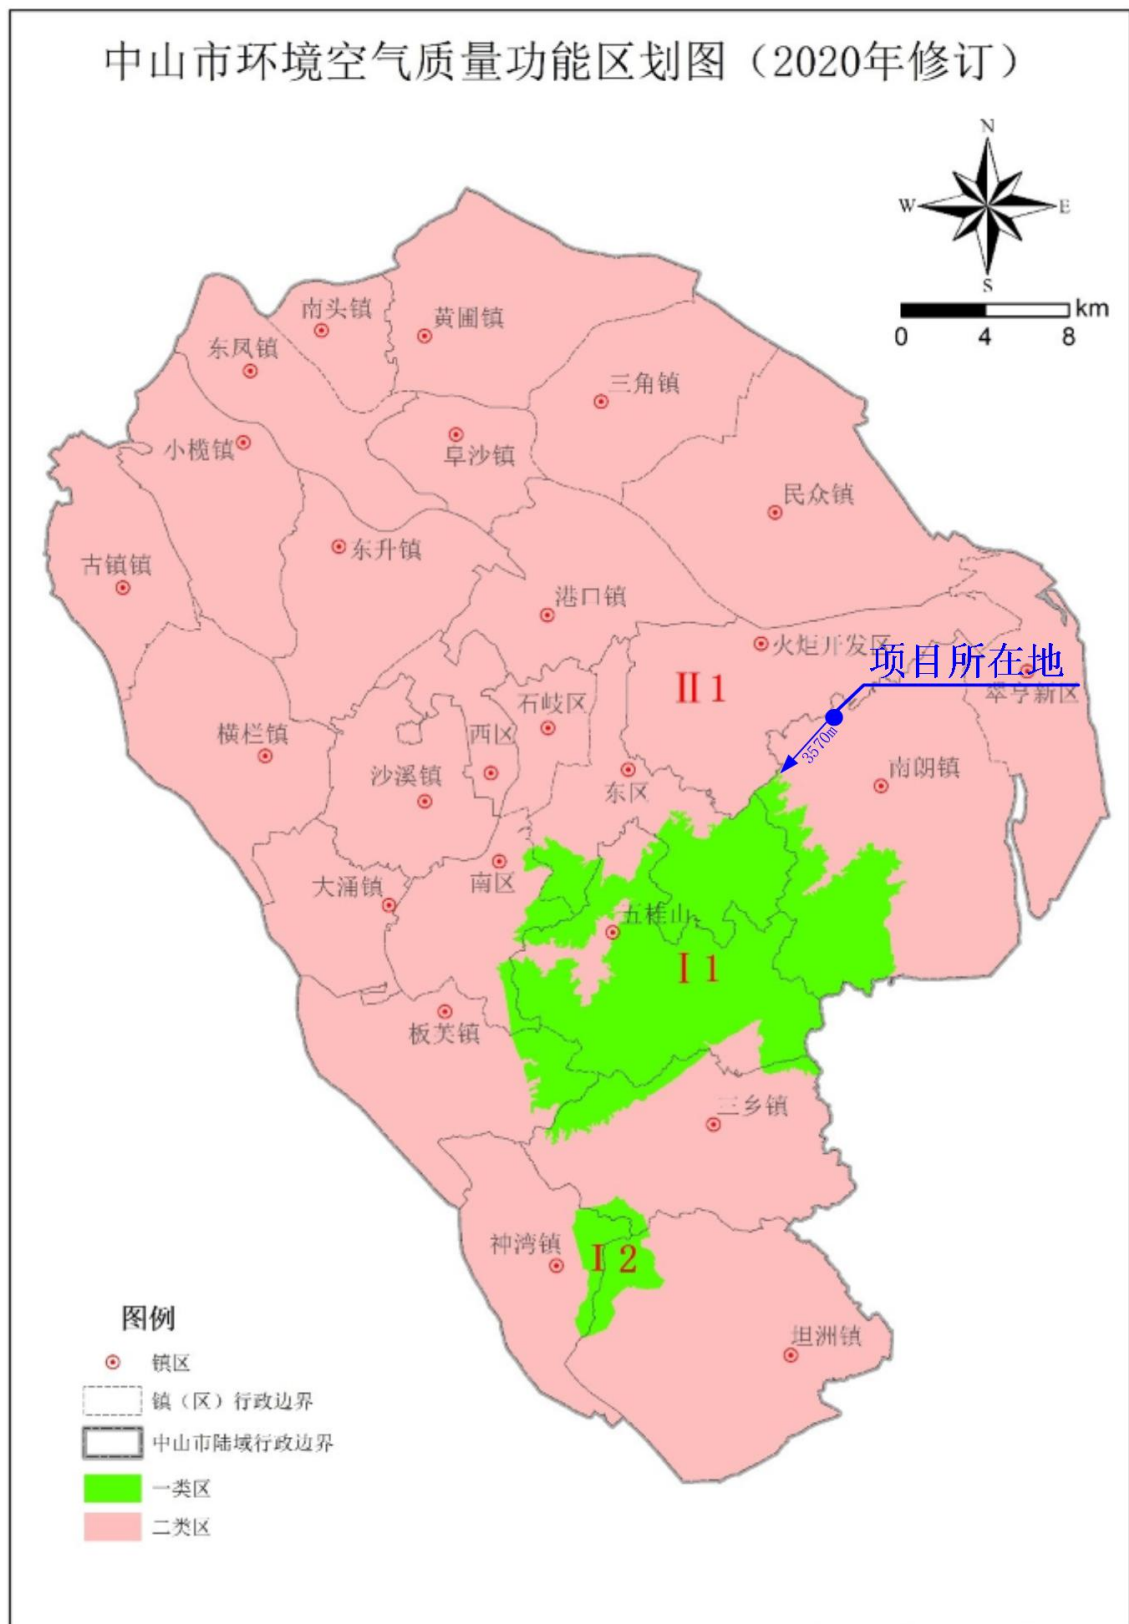 中山市环境空气质量功能区划图（2020年修订）
N
W
E
S
km
0
4
8
南头镇
黄圃镇
东凤镇
三角镇
小榄镇
阜沙镇
民众镇
东升镇
古镇镇
港口镇
火炬开发区
项目所在地
Ⅱ1
翠亨新区
石岐区
横栏镇
西区
3570m
沙溪镇
南朗镇
东区
南区
大涌镇
五桂山
Ⅰ1
板芙镇
三乡镇
神湾镇
Ⅰ2
坦洲镇
图例
镇区
镇（区）行政边界
中山市陆域行政边界
一类区
二类区